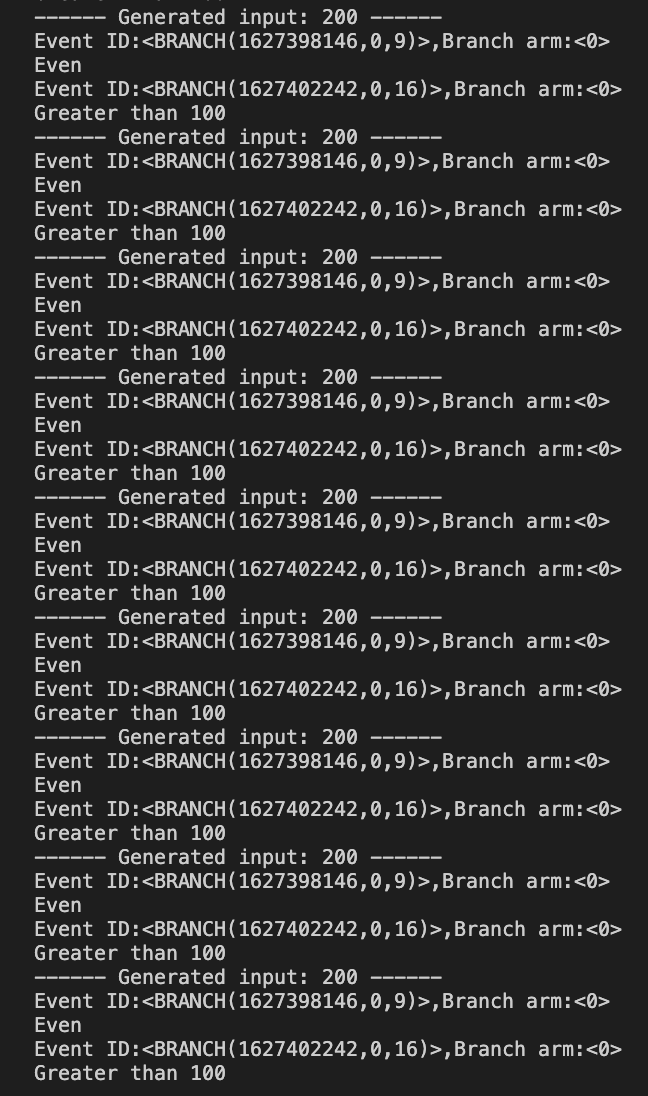 ------ Generated input: 200 ------
Event ID:<BRANCH(1627398146,0,9)>,Branch arm:<0>
Even
Event ID:<BRANCH(1627402242,0,16)>,Branch arm:<0>
Greater than 100
------ Generated input: 200 ------
Event ID:<BRANCH(1627398146,0,9)>,Branch arm:<0>
Even
Event ID:<BRANCH(1627402242,0,16)>,Branch arm:<0>
Greater than 100
------ Generated input: 200 ------
Event ID:<BRANCH(1627398146,0,9)>,Branch arm:<0>
Even
Event ID:<BRANCH(1627402242,0,16)>,Branch arm:<0>
Greater than 100
------ Generated input: 200 ------
Event ID:<BRANCH(1627398146,0,9)>,Branch arm:<0>
Even
Event ID:<BRANCH(1627402242,0,16)>,Branch arm:<0>
Greater than 100
------ Generated input: 200 ------
Event ID:<BRANCH(1627398146,0,9)>,Branch arm:<0>
Even
Event ID:<BRANCH(1627402242,0,16)>,Branch arm:<0>
Greater than 100
------ Generated input: 200 ------
Event ID:<BRANCH(1627398146,0,9)>,Branch arm:<0>
Even
Event ID:<BRANCH(1627402242,0,16)>,Branch arm:<0>
Greater than 100
------ Generated input: 200 ------
Event ID:<BRANCH(1627398146,0,9)>,Branch arm:<0>
Even
Event ID:<BRANCH(1627402242,0,16)>,Branch arm:<0>
Greater than 100
------ Generated input: 200 ------
Event ID:<BRANCH(1627398146,0,9)>,Branch arm:<0>
Even
Event ID:<BRANCH(1627402242,0,16)>,Branch arm:<0>
Greater than 100
------ Generated input: 200 ------
Event ID:<BRANCH(1627398146,0,9)>,Branch arm:<0>
Even
Event ID:<BRANCH(1627402242,0,16)>,Branch arm:<0>
Greater than 100